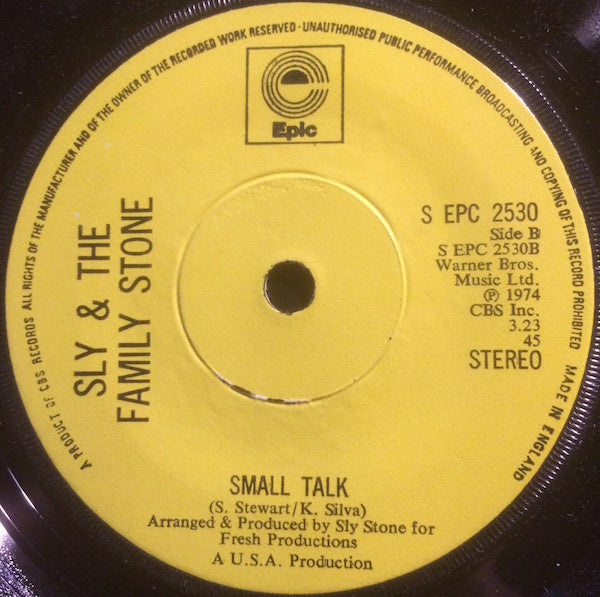 A PRODUCT OF CBS RECORDS ALL RIGHTS OF THE MANUFACTURER AND OF THE OWNER OF THE RECORDED WORK RESERVED · UNAUTHORISED PUBLIC PERFORMANCE BROADCASTING AND COPYING OF THIS RECORD PROHIBITED MADE IN ENGLAND
Epic
SLY & THE
FAMILY STONE
S EPC 2530
Side B
S EPC 2530B
Warner Bros.
Music Ltd.
℗ 1974
CBS Inc.
3.23
45
STEREO
SMALL TALK
(S. Stewart/K. Silva)
Arranged & Produced by Sly Stone for
Fresh Productions
A U.S.A. Production